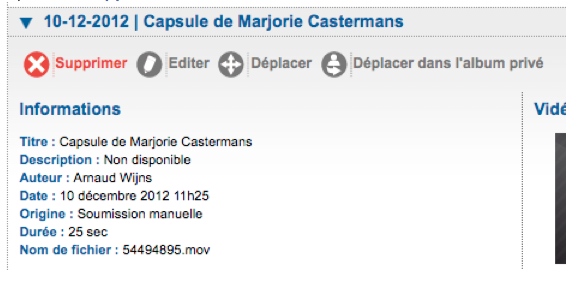 ▼ 10-12-2012 | Capsule de Marjorie Castermans
Supprimer Editer Déplacer Déplacer dans l'album privé
Informations
Vidé
Titre : Capsule de Marjorie Castermans
Description : Non disponible
Auteur : Arnaud Wijns
Date : 10 décembre 2012 11h25
Origine : Soumission manuelle
Durée : 25 sec
Nom de fichier : 54494895.mov